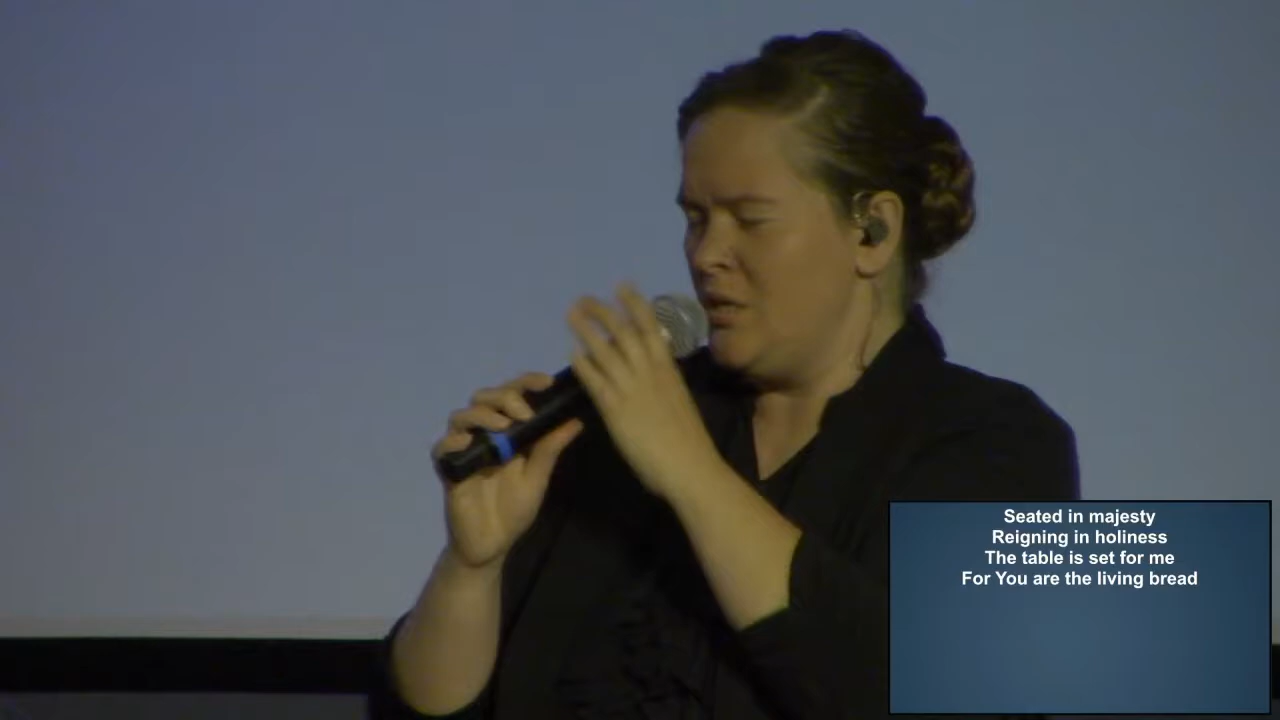 Seated in majesty
Reigning in holiness
The table is set for me
For You are the living bread